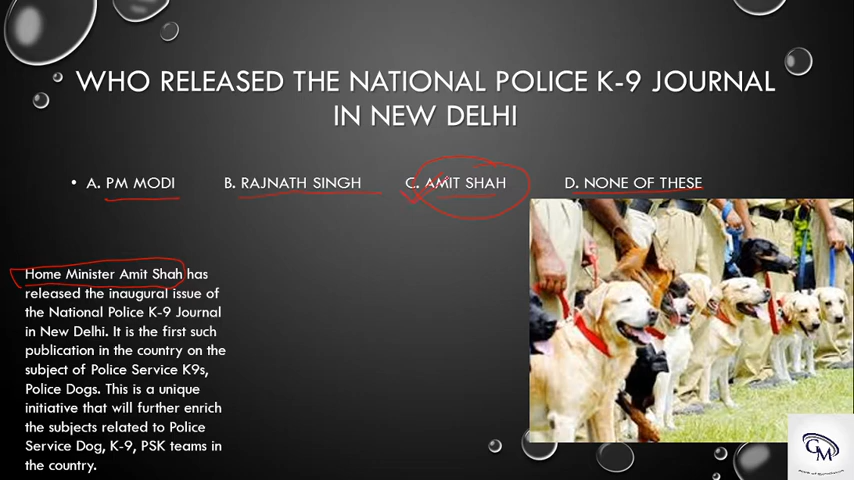 WHO RELEASED THE NATIONAL POLICE K-9 JOURNAL
IN NEW DELHI
• A. PM MODI B. RAJNATH SINGH C. AMIT SHAH D. NONE OF THESE
Home Minister Amit Shah has
released the inaugural issue of
the National Police K-9 Journal
in New Delhi. It is the first such
publication in the country on the
subject of Police Service K9s,
Police Dogs. This is a unique
initiative that will further enrich
the subjects related to Police
Service Dog, K-9, PSK teams in
the country.
GM